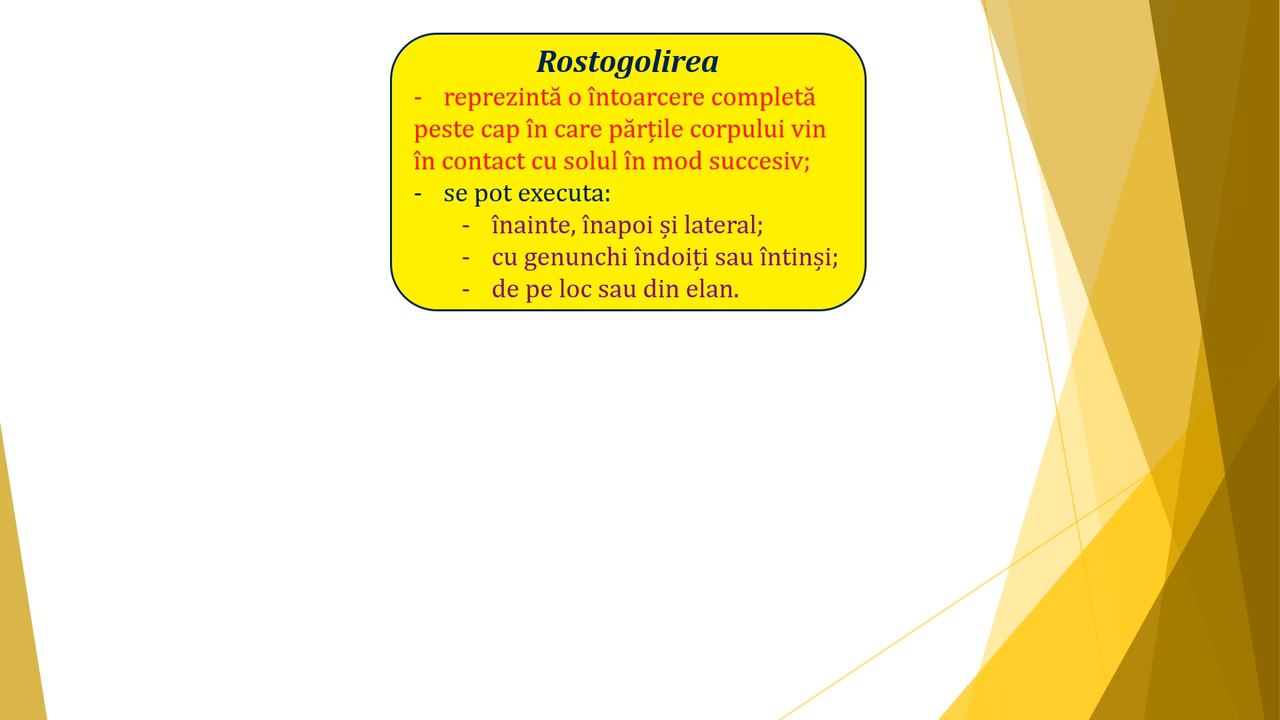 Rostogolirea
- reprezintă o întoarcere completă
peste cap în care părțile corpului vin
în contact cu solul în mod succesiv;
- se pot executa:
- înainte, înapoi și lateral;
- cu genunchi îndoiți sau întinși;
- de pe loc sau din elan.